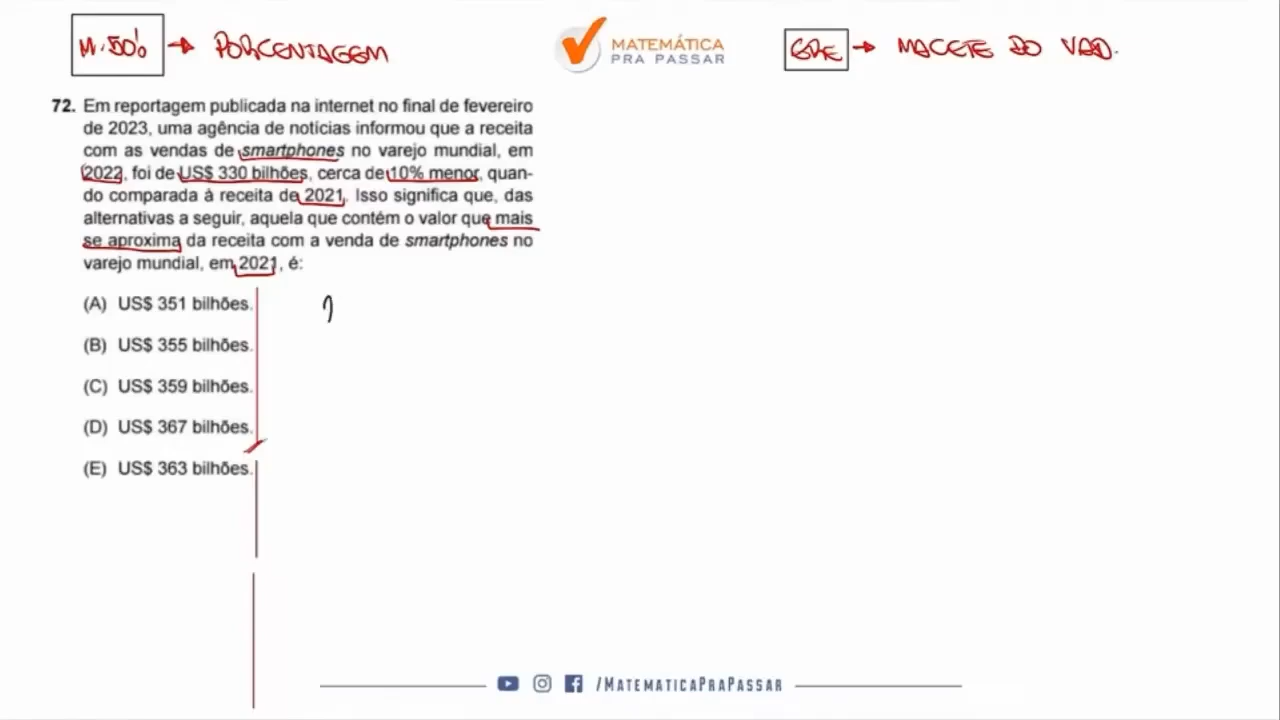 M.50% → PORCENTAGEM
MATEMÁTICA
PRA PASSAR
GRE → MACETE DO VAD.
72. Em reportagem publicada na internet no final de fevereiro
de 2023, uma agência de notícias informou que a receita
com as vendas de smartphones no varejo mundial, em
2022, foi de US$ 330 bilhões, cerca de 10% menor, quan-
do comparada à receita de 2021. Isso significa que, das
alternativas a seguir, aquela que contém o valor que mais
se aproxima da receita com a venda de smartphones no
varejo mundial, em 2021, é:
(A) US$ 351 bilhões.
(B) US$ 355 bilhões.
(C) US$ 359 bilhões.
(D) US$ 367 bilhões.
(E) US$ 363 bilhões.
/MATEMATICAPRAPASSAR